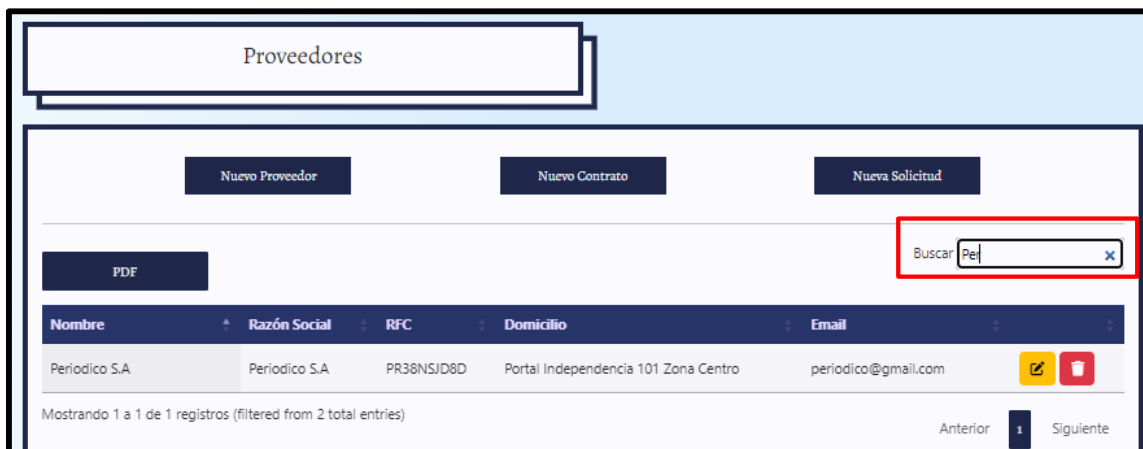 Proveedores
Nuevo Proveedor Nuevo Contrato Nueva Solicitud
Buscar Per
PDF
Nombre Razón Social RFC Domicilio Email
Periodico S.A Periodico S.A PR38NSJD8D Portal Independencia 101 Zona Centro periodico@gmail.com
Mostrando 1 a 1 de 1 registros (filtered from 2 total entries)
Anterior 1 Siguiente